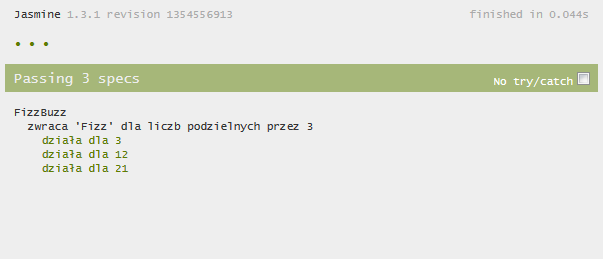 Jasmine 1.3.1 revision 1354556913 finished in 0.044s
• • •
Passing 3 specs No try/catch
FizzBuzz
zwraca 'Fizz' dla liczb podzielnych przez 3
działa dla 3
działa dla 12
działa dla 21